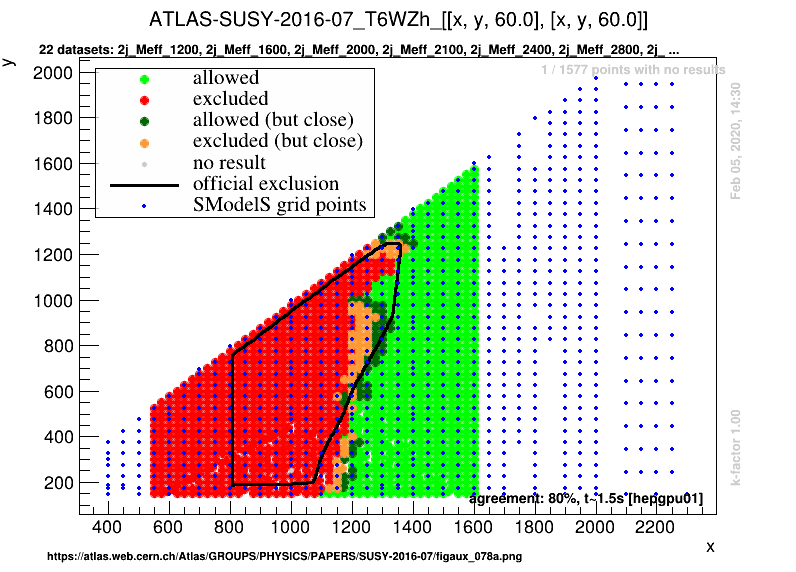 ATLAS-SUSY-2016-07_T6WZh_[[x, y, 60.0], [x, y, 60.0]]
22 datasets: 2j_Meff_1200, 2j_Meff_1600, 2j_Meff_2000, 2j_Meff_2100, 2j_Meff_2400, 2j_Meff_2800, 2j_ ...
y
1 / 1577 points with no results
allowed
excluded
allowed (but close)
excluded (but close)
no result
official exclusion
SModelS grid points
Feb 05, 2020, 14:30
k-factor 1.00
2000
1800
1600
1400
1200
1000
800
600
400
200
agreement: 80%, t~1.5s [hepgpu01]
400 600 800 1000 1200 1400 1600 1800 2000 2200
x
https://atlas.web.cern.ch/Atlas/GROUPS/PHYSICS/PAPERS/SUSY-2016-07/figaux_078a.png